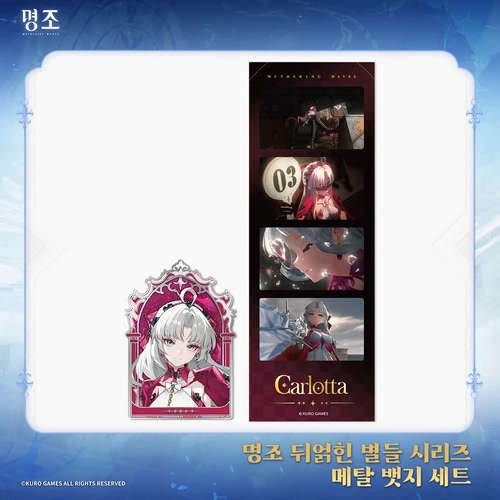 명조
WUTHERING WAVES
WUTHERING WAVES
03
Carlotta
© KURO GAMES
명조 뒤얽힌 별들 시리즈
메탈 뱃지 세트
©KURO GAMES ALL RIGHTS RESERVED